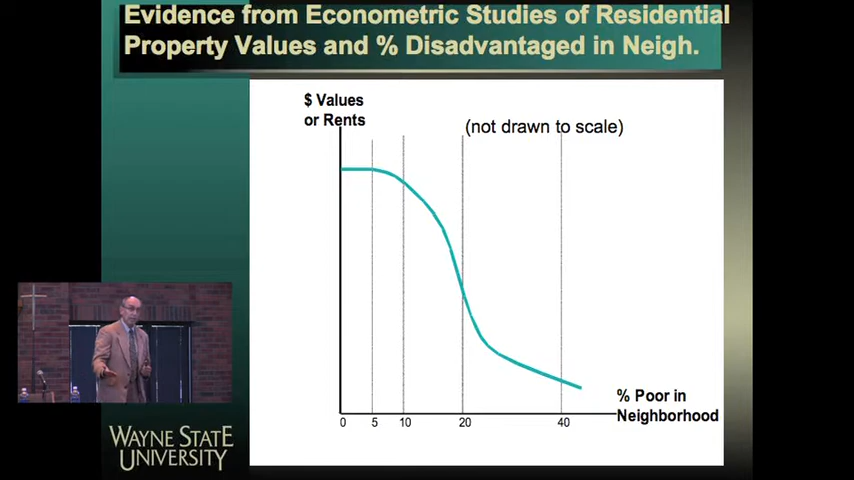 Evidence from Econometric Studies of Residential
Property Values and % Disadvantaged in Neigh.
$ Values
or Rents
(not drawn to scale)
% Poor in
Neighborhood
0 5 10 20 40
WAYNE STATE
UNIVERSITY